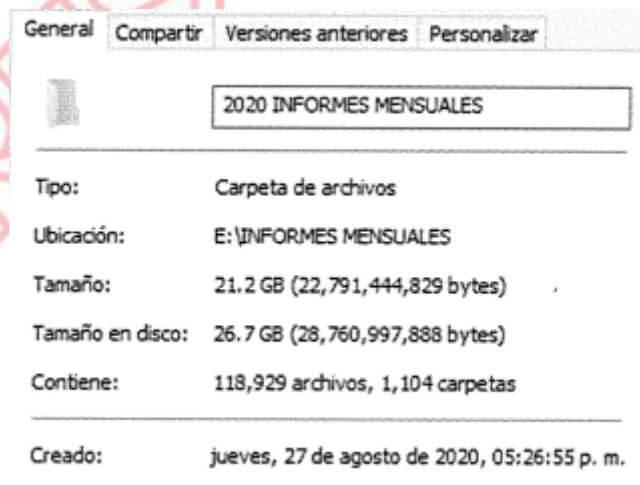 General Compartir Versiones anteriores Personalizar
2020 INFORMES MENSUALES
Tipo: Carpeta de archivos
Ubicación: E:\INFORMES MENSUALES
Tamaño: 21.2 GB (22,791,444,829 bytes)
Tamaño en disco: 26.7 GB (28,760,997,888 bytes)
Contiene: 118,929 archivos, 1,104 carpetas
Creado: jueves, 27 de agosto de 2020, 05:26:55 p. m.